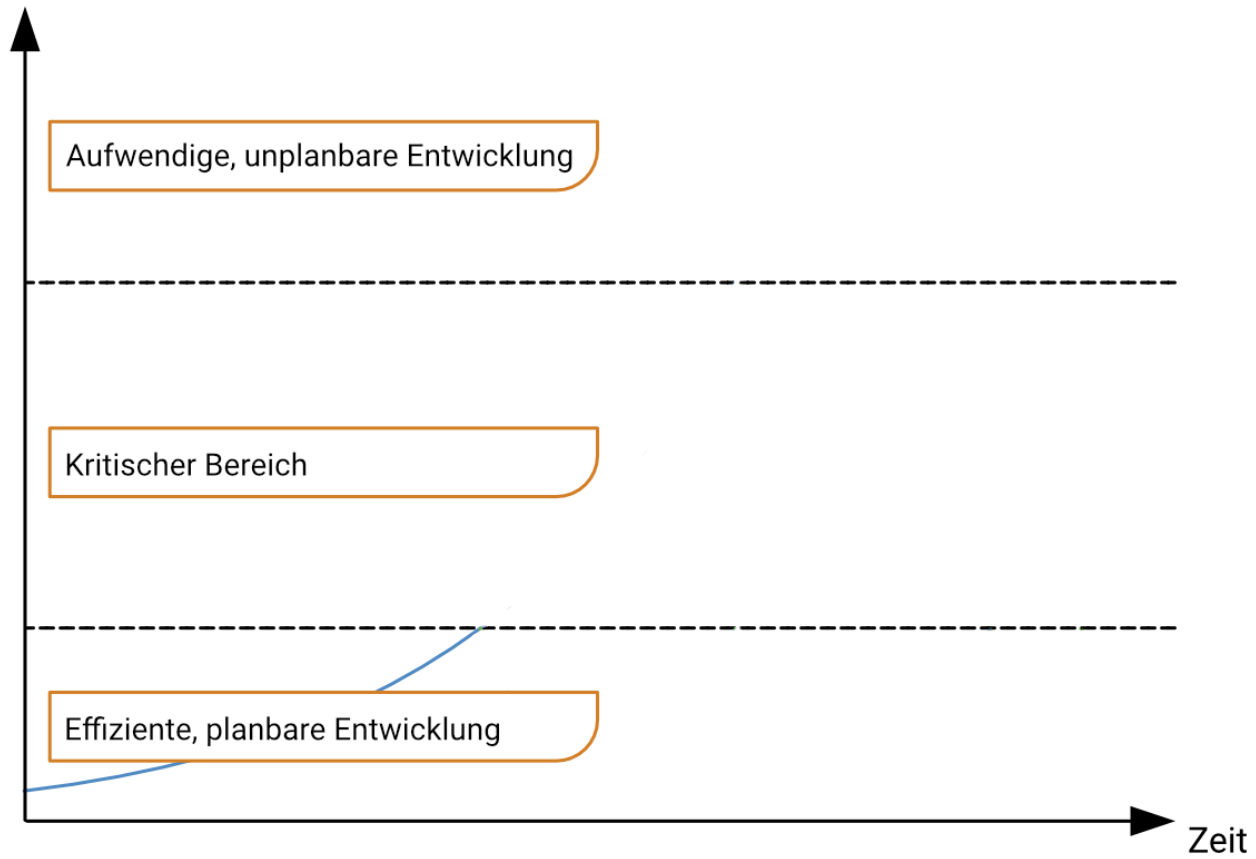 Aufwendige, unplanbare Entwicklung
Kritischer Bereich
Effiziente, planbare Entwicklung
Zeit